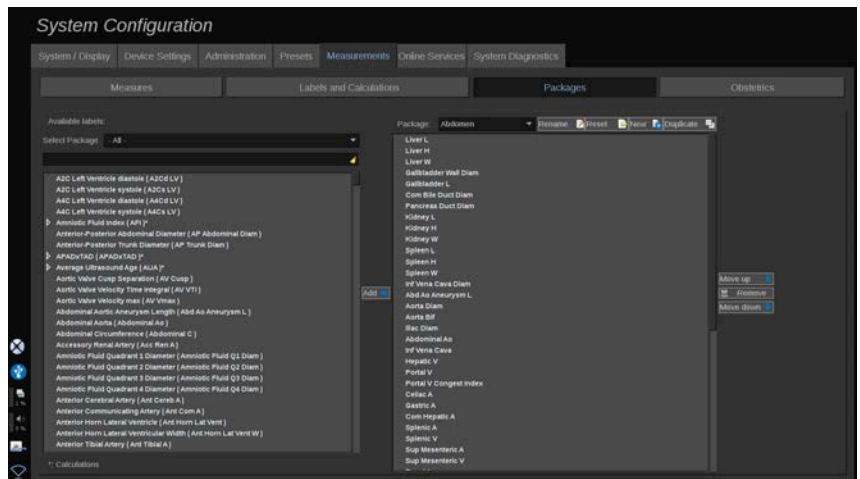 System Configuration
System / Display Device Settings Administration Presets Measurements Online Services System Diagnostics
Measures Labels and Calculations Packages Obstetrics
Available labels:
Select Package - All -
A2C Left Ventricle diastole ( A2Cd LV )
A2C Left Ventricle systole ( A2Cs LV )
A4C Left Ventricle diastole ( A4Cd LV )
A4C Left Ventricle systole ( A4Cs LV )
Amniotic Fluid Index ( AFI )*
Anterior-Posterior Abdominal Diameter ( AP Abdominal Diam )
Anterior-Posterior Trunk Diameter ( AP Trunk Diam )
APADxTAD ( APADxTAD )*
Average Ultrasound Age ( AUA )*
Aortic Valve Cusp Separation ( AV Cusp )
Aortic Valve Velocity Time Integral ( AV VTI )
Aortic Valve Velocity max ( AV Vmax )
Abdominal Aortic Aneurysm Length ( Abd Ao Aneurysm L )
Abdominal Aorta ( Abdominal Ao )
Abdominal Circumference ( Abdominal C )
Accessory Renal Artery ( Acc Ren A )
Amniotic Fluid Quadrant 1 Diameter ( Amniotic Fluid Q1 Diam )
Amniotic Fluid Quadrant 2 Diameter ( Amniotic Fluid Q2 Diam )
Amniotic Fluid Quadrant 3 Diameter ( Amniotic Fluid Q3 Diam )
Amniotic Fluid Quadrant 4 Diameter ( Amniotic Fluid Q4 Diam )
Anterior Cerebral Artery ( Ant Cereb A )
Anterior Communicating Artery ( Ant Com A )
Anterior Horn Lateral Ventricle ( Ant Horn Lat Vent )
Anterior Horn Lateral Ventricular Width ( Ant Horn Lat Vent W )
Anterior Tibial Artery ( Ant Tibial A )
*: Calculations
Add
Package: Abdomen Rename Reset New Duplicate
Liver L
Liver H
Liver W
Gallbladder Wall Diam
Gallbladder L
Com Bile Duct Diam
Pancreas Duct Diam
Kidney L
Kidney H
Kidney W
Spleen L
Spleen H
Spleen W
Inf Vena Cava Diam
Abd Ao Aneurysm L
Aorta Diam
Aorta Bif
Iliac Diam
Abdominal Ao
Inf Vena Cava
Hepatic V
Portal V
Portal V Congest Index
Celiac A
Gastric A
Com Hepatic A
Splenic A
Splenic V
Sup Mesenteric A
Sup Mesenteric V
Move up
Remove
Move down